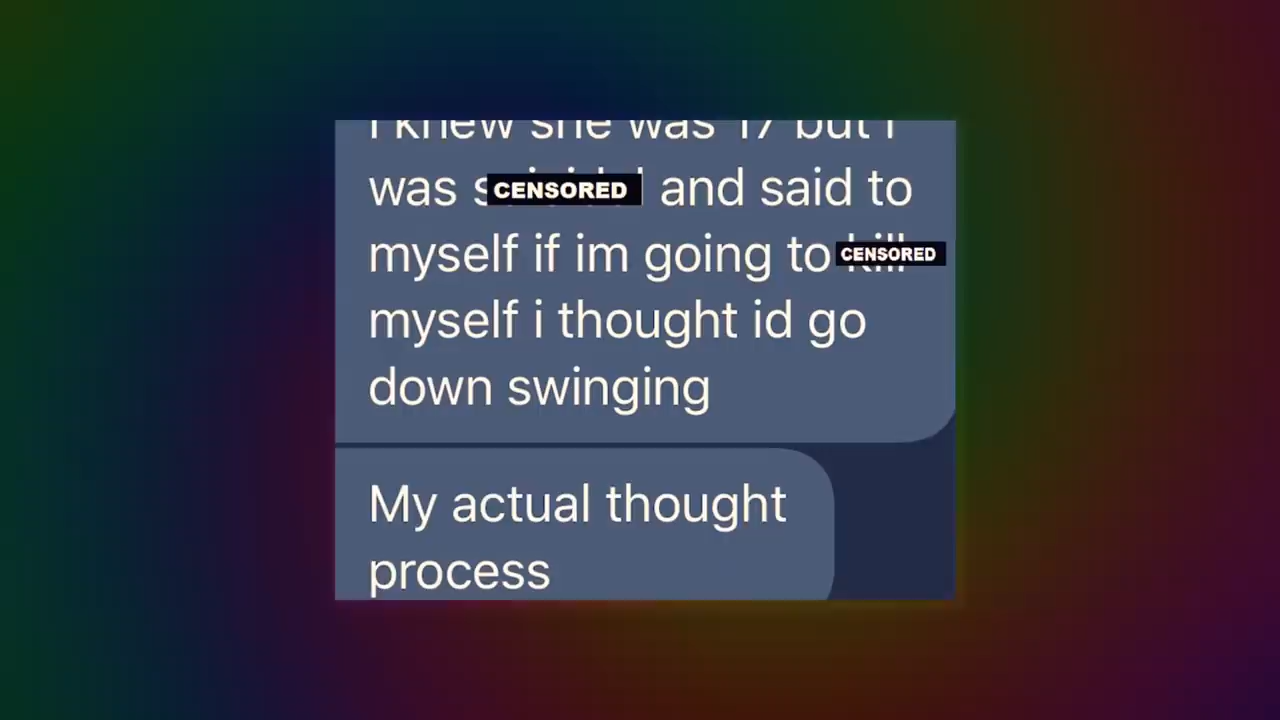 I knew she was 17 but i
was CENSORED and said to
myself if im going to CENSORED
myself i thought id go
down swinging
My actual thought
process